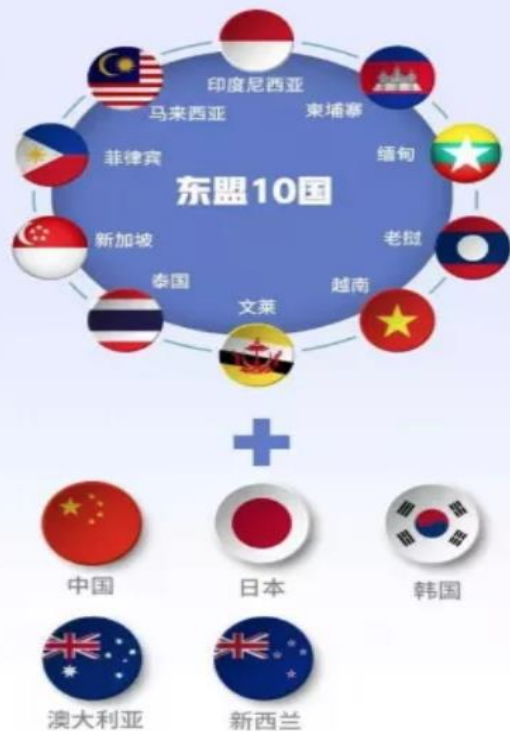 印度尼西亚
马来西亚
柬埔寨
菲律宾
缅甸
东盟10国
新加坡
老挝
泰国
越南
文莱
+
中国
日本
韩国
澳大利亚
新西兰